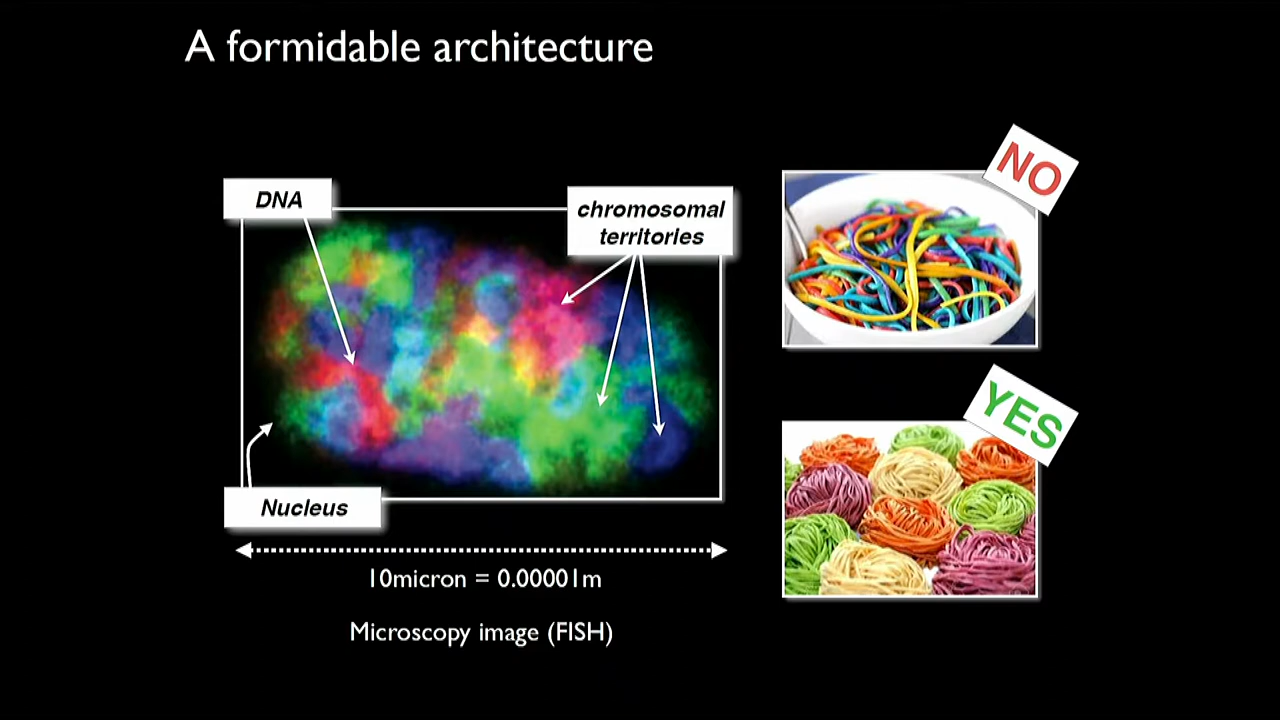 A formidable architecture
DNA
chromosomal
territories
Nucleus
10micron = 0.00001m
Microscopy image (FISH)
NO
YES